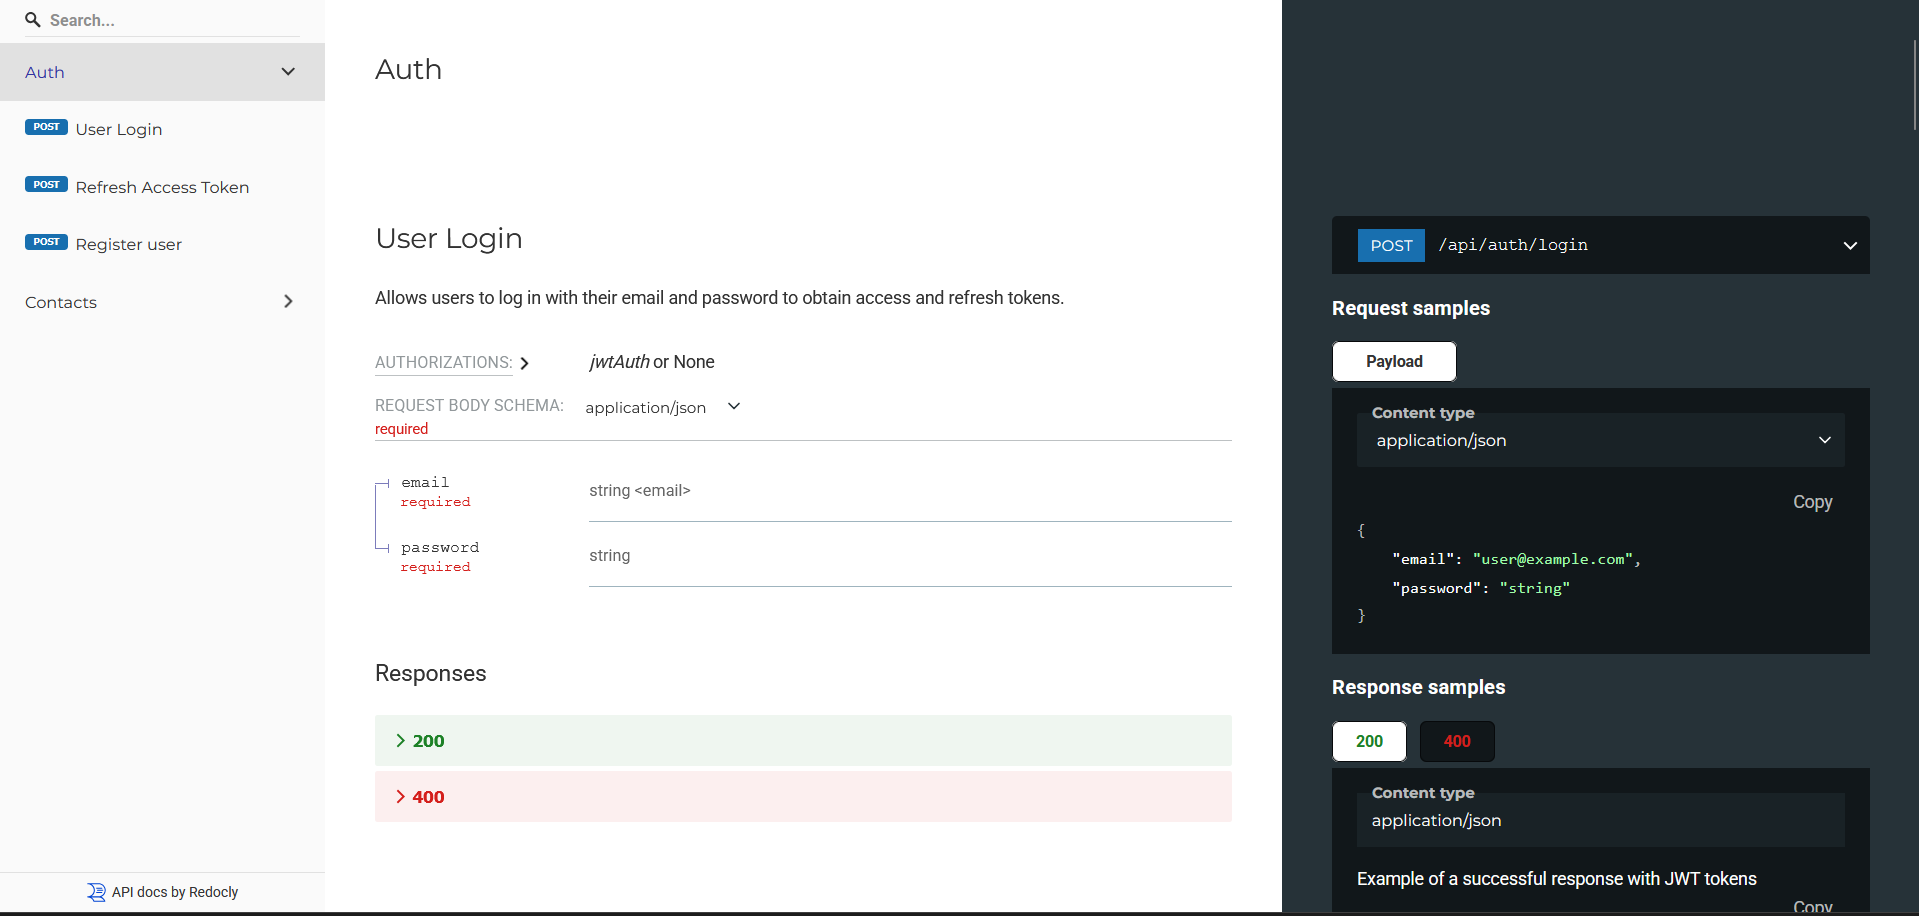 Search...
Auth
POST User Login
POST Refresh Access Token
POST Register user
Contacts
API docs by Redocly
Auth
User Login
Allows users to log in with their email and password to obtain access and refresh tokens.
AUTHORIZATIONS: jwtAuth or None
REQUEST BODY SCHEMA: application/json
required
email
required
string <email>
password
required
string
Responses
200
400
POST /api/auth/login
Request samples
Payload
Content type
application/json
Copy
{
"email": "user@example.com",
"password": "string"
}
Response samples
200 400
Content type
application/json
Example of a successful response with JWT tokens
Copy